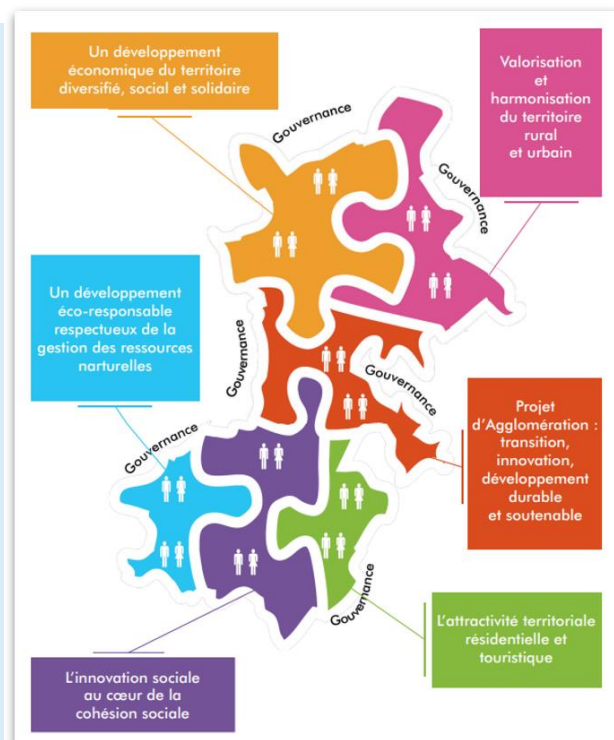 Un développement
économique du territoire
diversifié, social et solidaire
Gouvernance
Valorisation
et
harmonisation
du territoire
rural
et urbain
Gouvernance
Un développement
éco-responsable
respectueux de la
gestion des ressources
narturelles
Gouvernance
Gouvernance
Projet
d’Agglomération :
transition,
innovation,
développement
durable
et soutenable
Gouvernance
Gouvernance
L’attractivité territoriale
résidentielle et
touristique
L’innovation sociale
au cœur de la
cohésion sociale